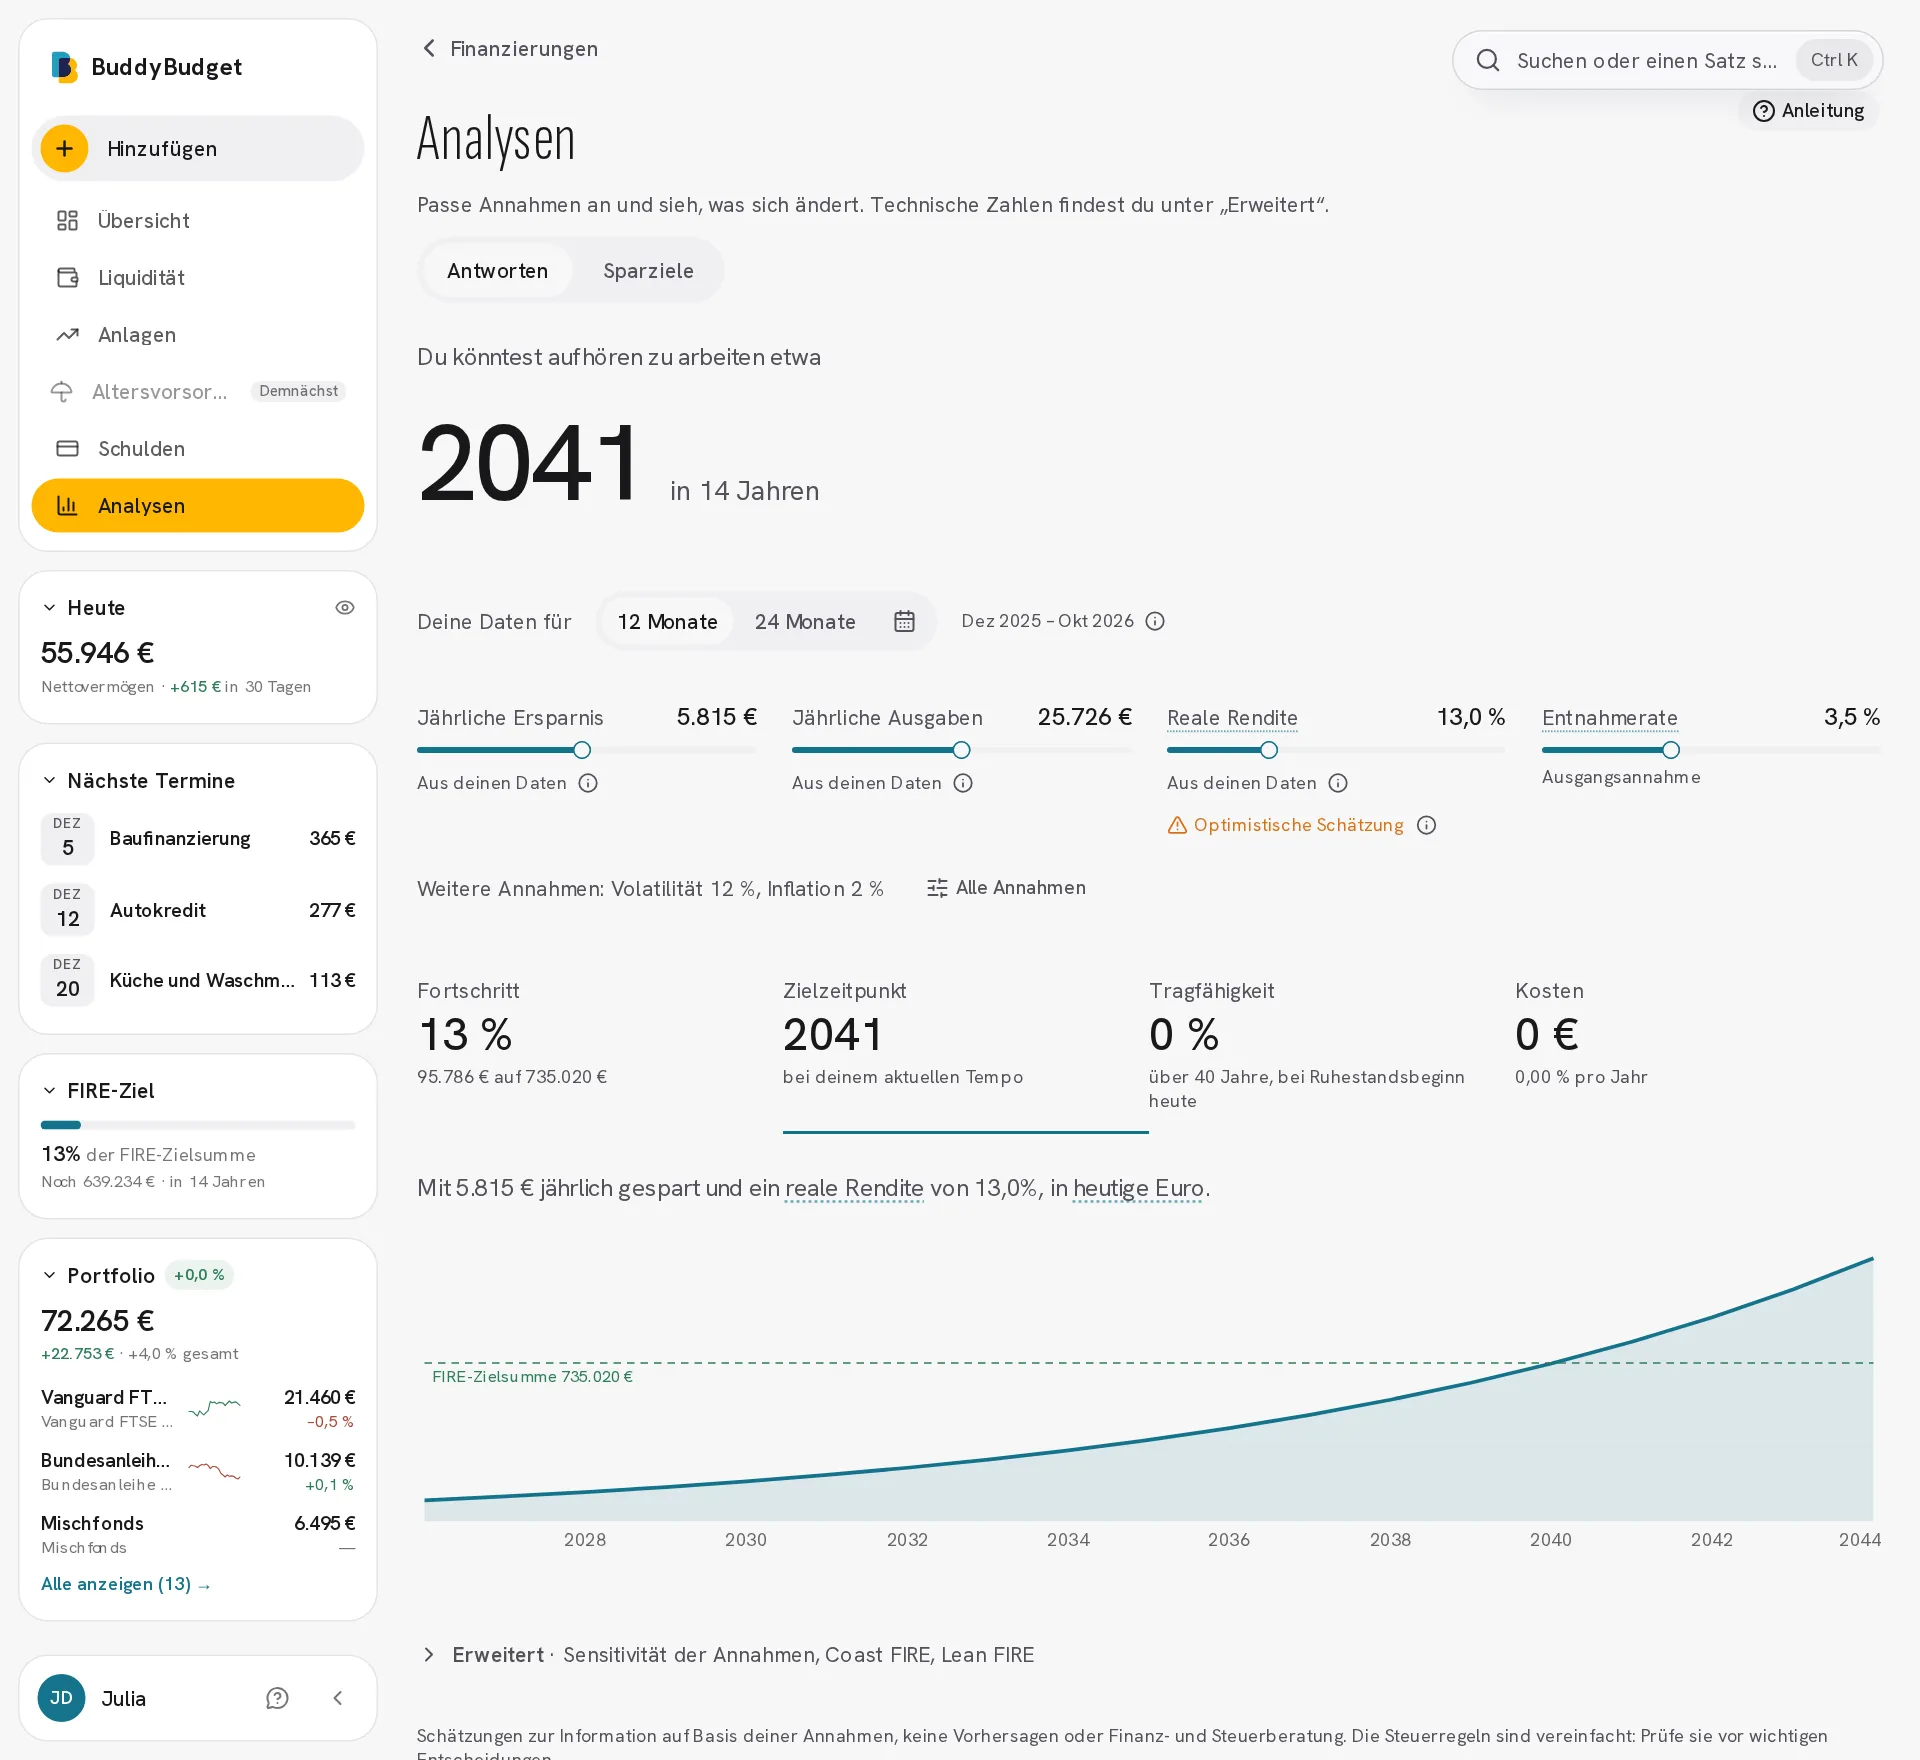 BuddyBudget
Hinzufügen
Übersicht
Liquidität
Anlagen
Altersvorsor... Demnächst
Schulden
Analysen
Heute
55.946 €
Nettovermögen · +615 € in 30 Tagen
Nächste Termine
DEZ
5
Baufinanzierung 365 €
DEZ
12
Autokredit 277 €
DEZ
20
Küche und Waschm... 113 €
FIRE-Ziel
13% der FIRE-Zielsumme
Noch 639.234 € · in 14 Jahren
Portfolio +0,0 %
72.265 €
+22.753 € · +4,0 % gesamt
Vanguard FT... 21.460 €
Vanguard FTSE ... −0,5 %
Bundesanleih... 10.139 €
Bundesanleihe ... +0,1 %
Mischfonds 6.495 €
Mischfonds —
Alle anzeigen (13) →
JD Julia
Finanzierungen
Suchen oder einen Satz s... Ctrl K
Anleitung
Analysen
Passe Annahmen an und sieh, was sich ändert. Technische Zahlen findest du unter „Erweitert“.
Antworten Sparziele
Du könntest aufhören zu arbeiten etwa
2041 in 14 Jahren
Deine Daten für 12 Monate 24 Monate Dez 2025 – Okt 2026
Jährliche Ersparnis 5.815 €
Aus deinen Daten
Jährliche Ausgaben 25.726 €
Aus deinen Daten
Reale Rendite 13,0 %
Aus deinen Daten
Optimistische Schätzung
Entnahmerate 3,5 %
Ausgangsannahme
Weitere Annahmen: Volatilität 12 %, Inflation 2 % Alle Annahmen
Fortschritt
13 %
95.786 € auf 735.020 €
Zielzeitpunkt
2041
bei deinem aktuellen Tempo
Tragfähigkeit
0 %
über 40 Jahre, bei Ruhestandsbeginn
heute
Kosten
0 €
0,00 % pro Jahr
Mit 5.815 € jährlich gespart und ein reale Rendite von 13,0%, in heutige Euro.
FIRE-Zielsumme 735.020 €
2028 2030 2032 2034 2036 2038 2040 2042 2044
Erweitert · Sensitivität der Annahmen, Coast FIRE, Lean FIRE
Schätzungen zur Information auf Basis deiner Annahmen, keine Vorhersagen oder Finanz- und Steuerberatung. Die Steuerregeln sind vereinfacht: Prüfe sie vor wichtigen
Entscheidungen.